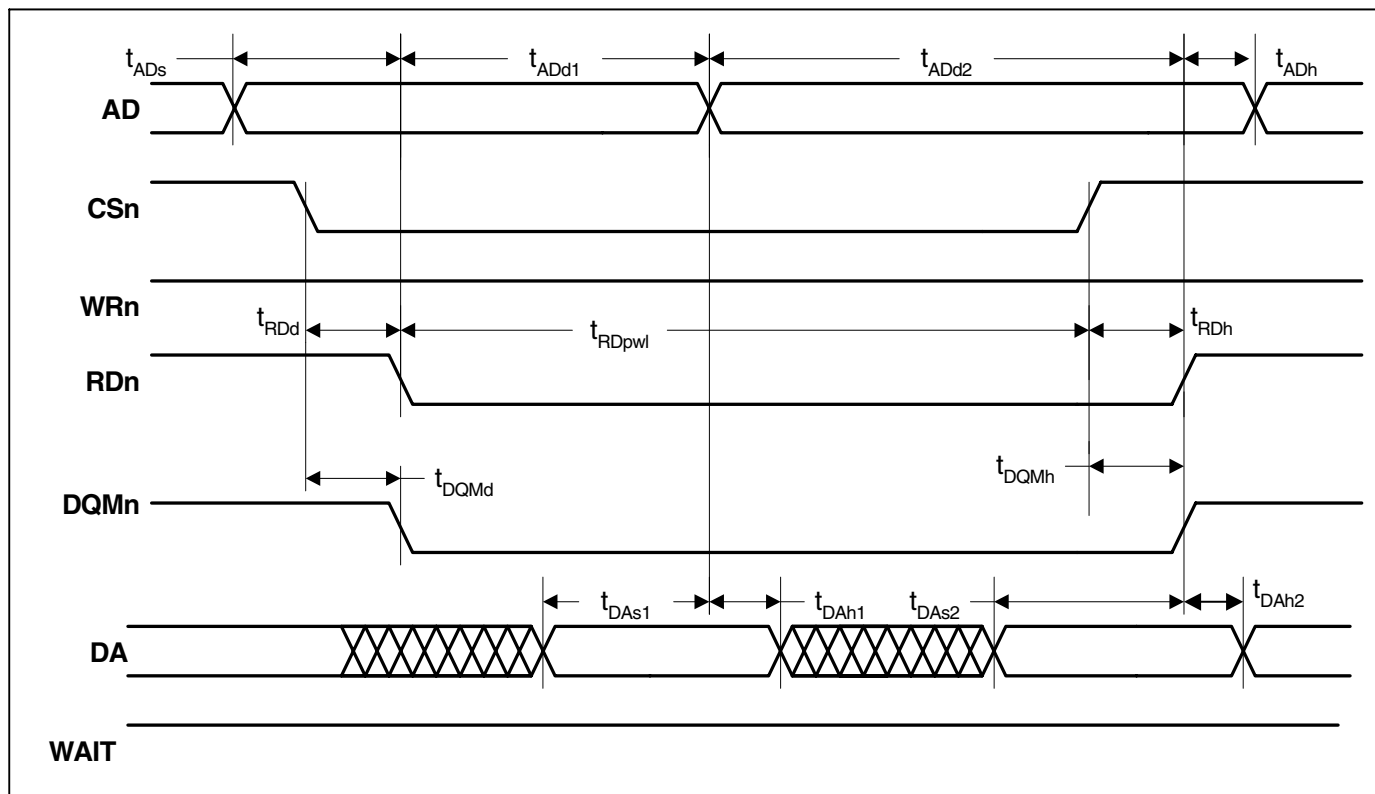 tADs
tADd1
tADd2
tADh
AD
CSn
WRn
tRDd
tRDpwl
tRDh
RDn
tDQMd
tDQMh
DQMn
tDAs1
tDAh1
tDAs2
tDAh2
DA
WAIT